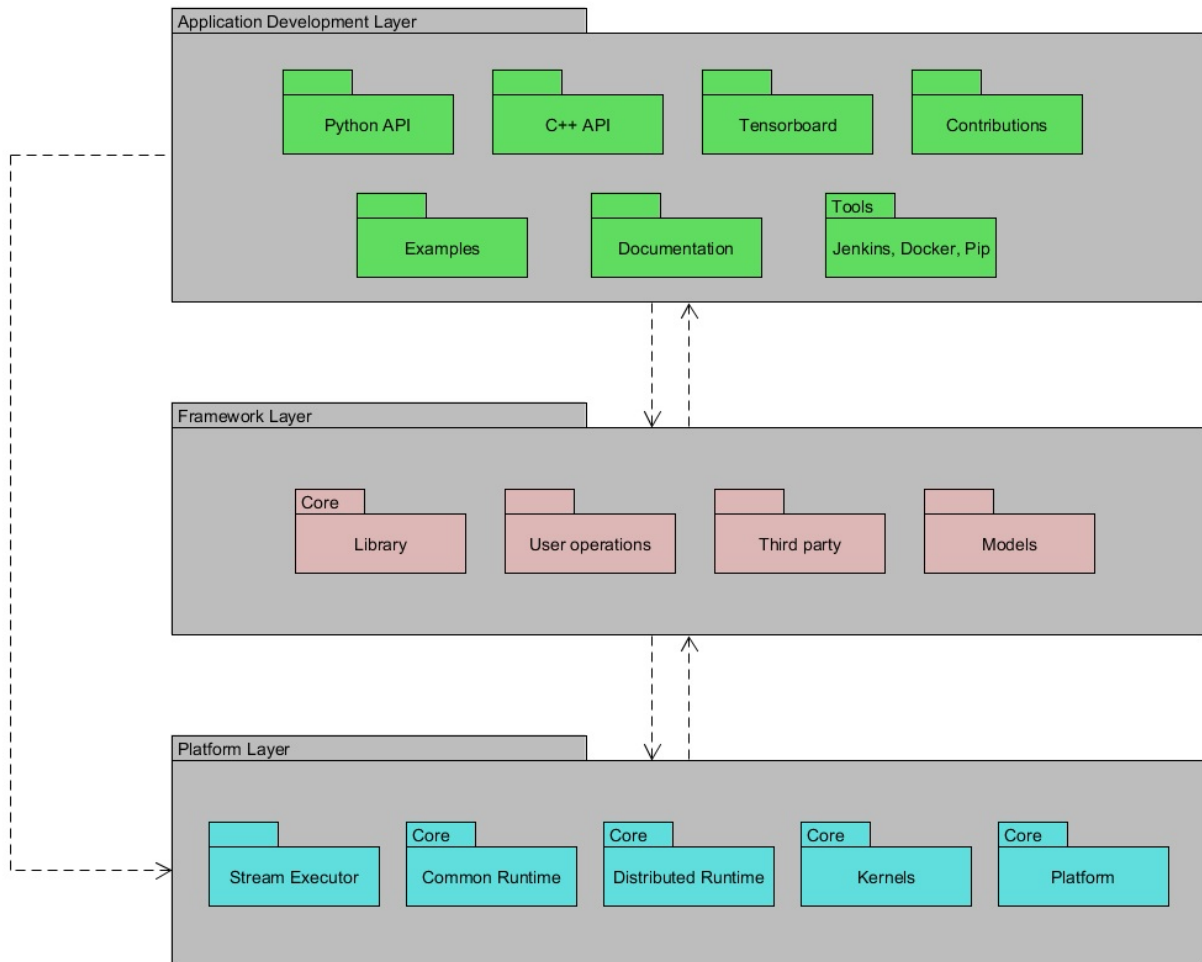 Application Development Layer
Python API
C++ API
Tensorboard
Contributions
Examples
Documentation
Tools
Jenkins, Docker, Pip
Framework Layer
Core
Library
User operations
Third party
Models
Platform Layer
Stream Executor
Core
Common Runtime
Core
Distributed Runtime
Core
Kernels
Core
Platform